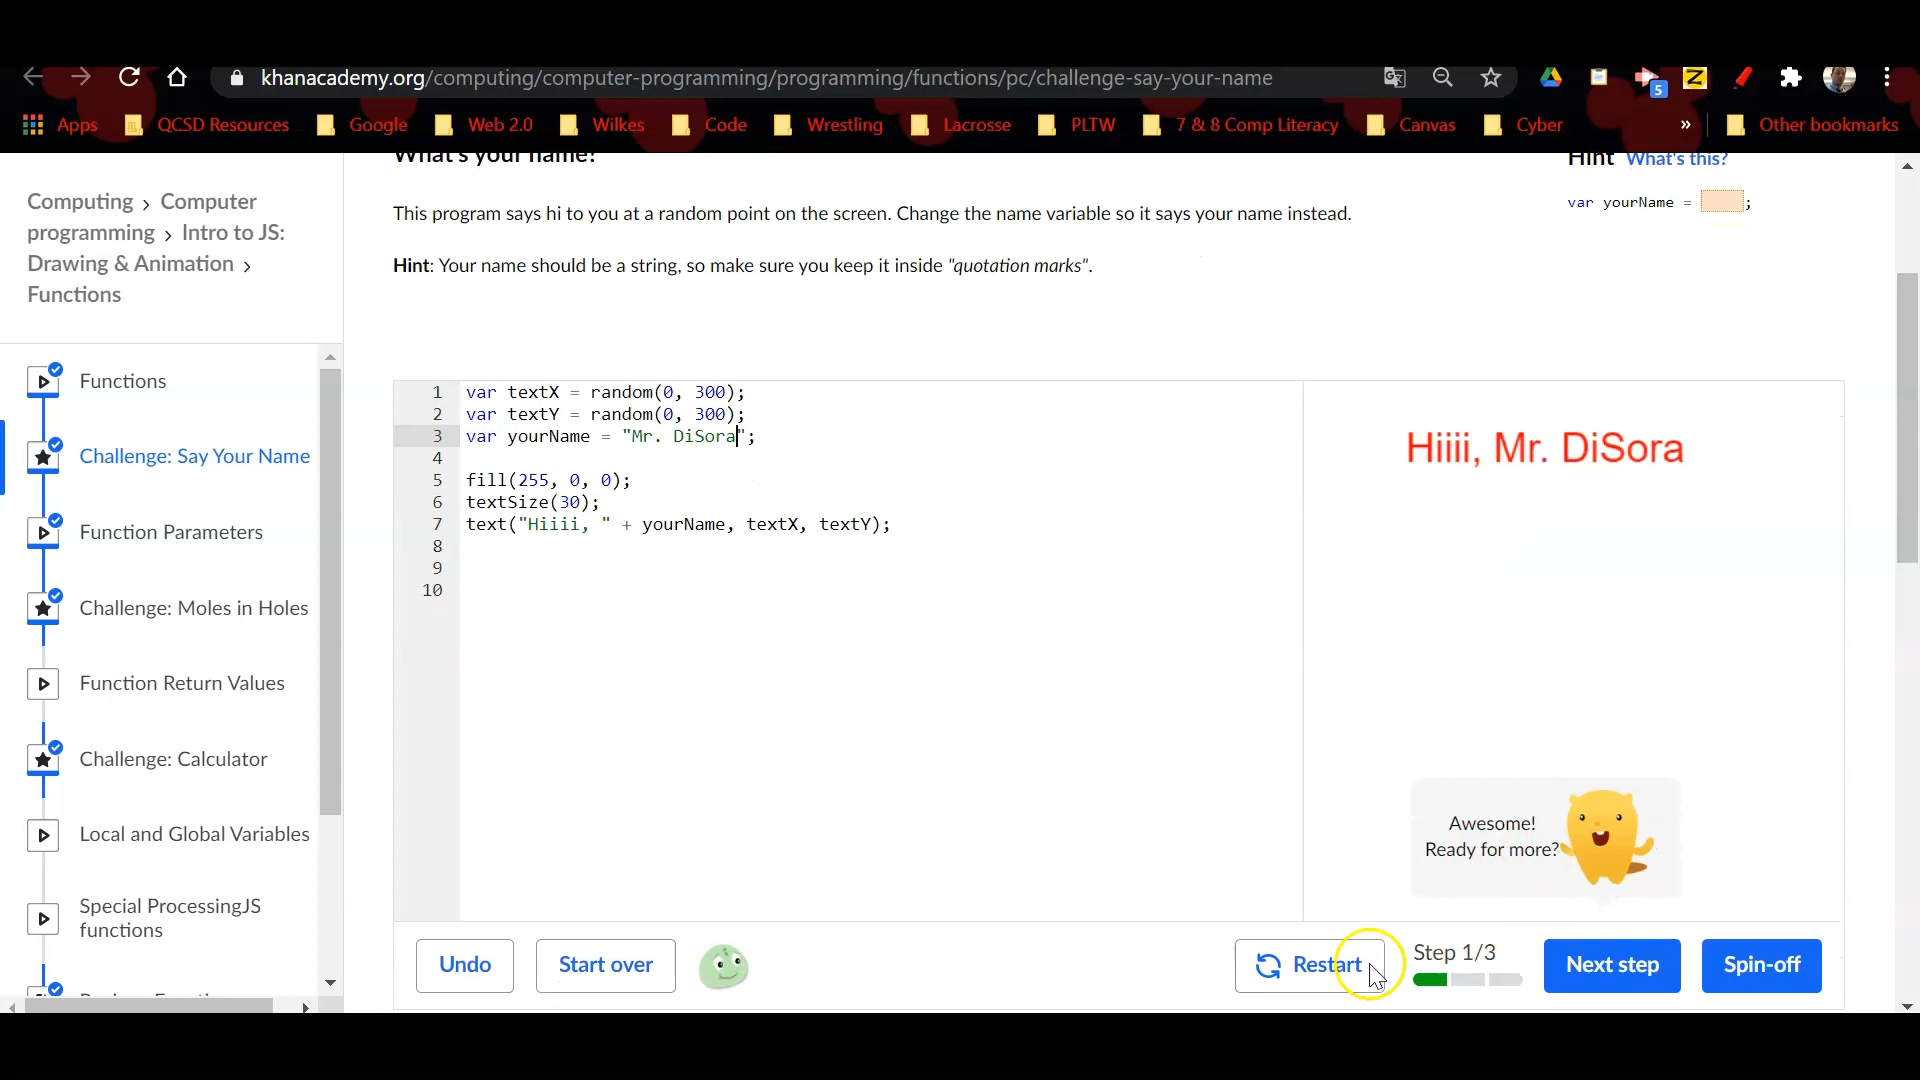 khanacademy.org/computing/computer-programming/programming/functions/pc/challenge-say-your-name
5
Z
Apps QCSD Resources Google Web 2.0 Wilkes Code Wrestling Lacrosse PLTW 7 & 8 Comp Literacy Canvas Cyber » Other bookmarks
Computing > Computer
programming > Intro to JS:
Drawing & Animation >
Functions
Functions
Challenge: Say Your Name
Function Parameters
Challenge: Moles in Holes
Function Return Values
Challenge: Calculator
Local and Global Variables
Special ProcessingJS
functions
What's your name?
This program says hi to you at a random point on the screen. Change the name variable so it says your name instead.
Hint: Your name should be a string, so make sure you keep it inside "quotation marks".
Hint What's this?
var yourName = ;
1 var textX = random(0, 300);
2 var textY = random(0, 300);
3 var yourName = "Mr. DiSora";
4
5 fill(255, 0, 0);
6 textSize(30);
7 text("Hiiii, " + yourName, textX, textY);
8
9
10
Hiiii, Mr. DiSora
Awesome!
Ready for more?
Undo Start over Restart Step 1/3 Next step Spin-off